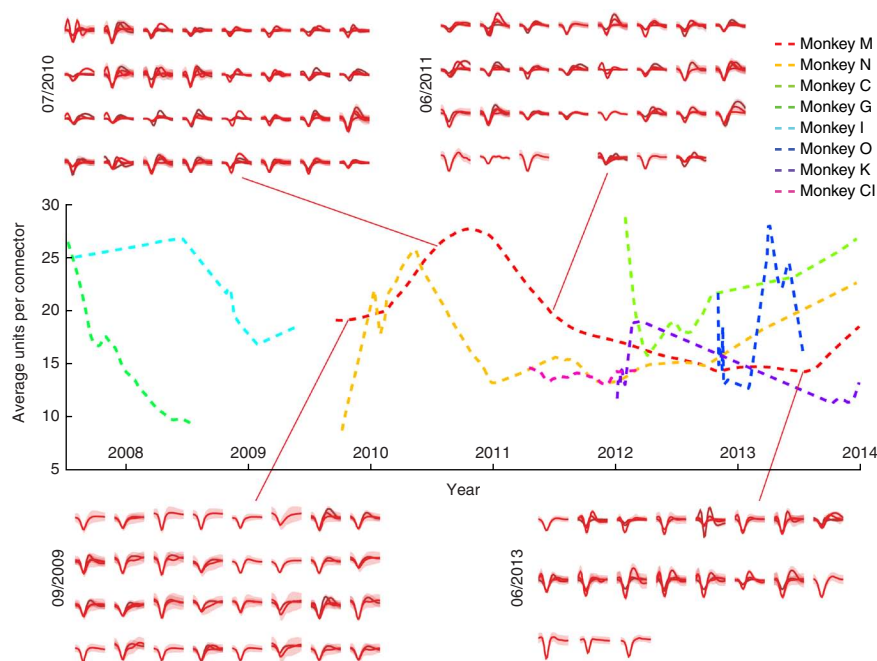 07/2010
06/2011
Monkey M
Monkey N
Monkey C
Monkey G
Monkey I
Monkey O
Monkey K
Monkey CI
Average units per connector
30
25
20
15
10
5
2008
2009
2010
2011
2012
2013
2014
Year
09/2009
06/2013